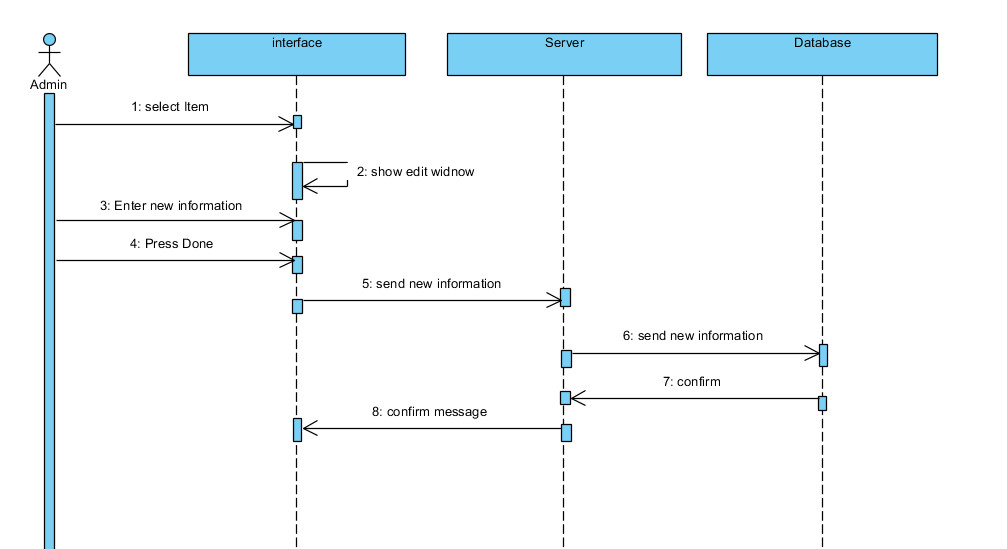 interface
Server
Database
Admin
1: select Item
2: show edit widnow
3: Enter new information
4: Press Done
5: send new information
6: send new information
7: confirm
8: confirm message